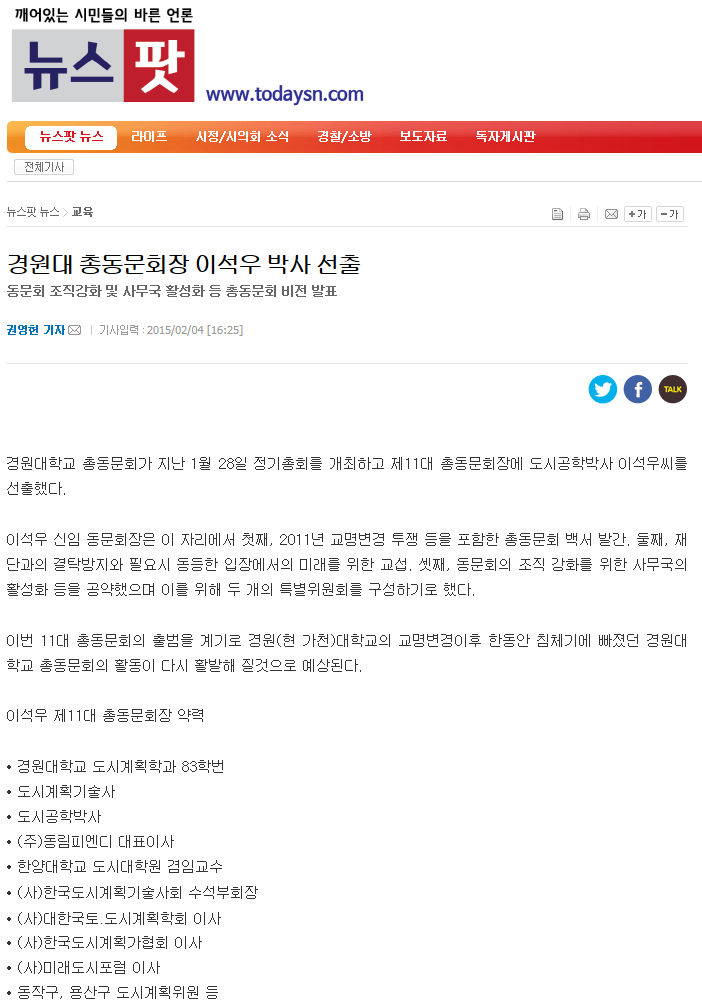 깨어있는 시민들의 바른 언론
뉴스팟 www.todaysn.com
뉴스팟 뉴스 라이프 시정/시의회 소식 경찰/소방 보도자료 독자게시판
전체기사
뉴스팟 뉴스 > 교육 +가 -가
경원대 총동문회장 이석우 박사 선출
동문회 조직강화 및 사무국 활성화 등 총동문회 비전 발표
권영헌 기자 | 기사입력 : 2015/02/04 [16:25]
TALK
경원대학교 총동문회가 지난 1월 28일 정기총회를 개최하고 제11대 총동문회장에 도시공학박사 이석우씨를
선출했다.
이석우 신임 동문회장은 이 자리에서 첫째, 2011년 교명변경 투쟁 등을 포함한 총동문회 백서 발간. 둘째, 재
단과의 결탁방지와 필요시 동등한 입장에서의 미래를 위한 교섭. 셋째, 동문회의 조직 강화를 위한 사무국의
활성화 등을 공약했으며 이를 위해 두 개의 특별위원회를 구성하기로 했다.
이번 11대 총동문회의 출범을 계기로 경원(현 가천)대학교의 교명변경이후 한동안 침체기에 빠졌던 경원대
학교 총동문회의 활동이 다시 활발해 질것으로 예상된다.
이석우 제11대 총동문회장 약력
• 경원대학교 도시계획학과 83학번
• 도시계획기술사
• 도시공학박사
• (주)동림피엔디 대표이사
• 한양대학교 도시대학원 겸임교수
• (사)한국도시계획기술사회 수석부회장
• (사)대한국토.도시계획학회 이사
• (사)한국도시계획가협회 이사
• (사)미래도시포럼 이사
• 동작구, 용산구 도시계획위원 등